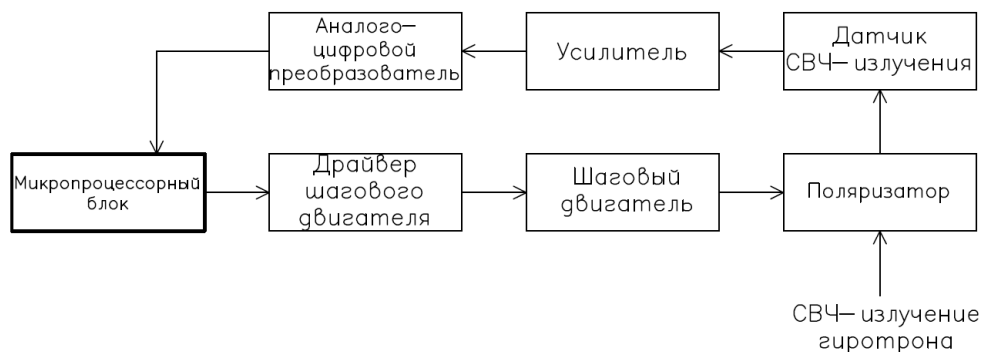 Аналого-
цифровой
преобразователь
Усилитель
Датчик
СВЧ-излучения
Микропроцессорный
блок
Драйвер
шагового
двигателя
Шаговый
двигатель
Поляризатор
СВЧ-излучение
гиротрона